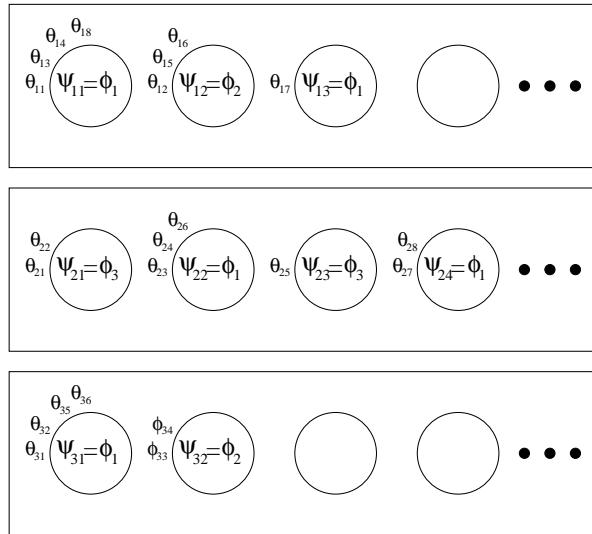 θ18
θ14
θ16
θ13
θ15
θ11 ψ11=ϕ1 θ12 ψ12=ϕ2 θ17 ψ13=ϕ1
θ26
θ22 θ24 θ28
θ21 ψ21=ϕ3 θ23 ψ22=ϕ1 θ25 ψ23=ϕ3 θ27 ψ24=ϕ1
θ36
θ35
θ32 ϕ34
θ31 ψ31=ϕ1 ϕ33 ψ32=ϕ2